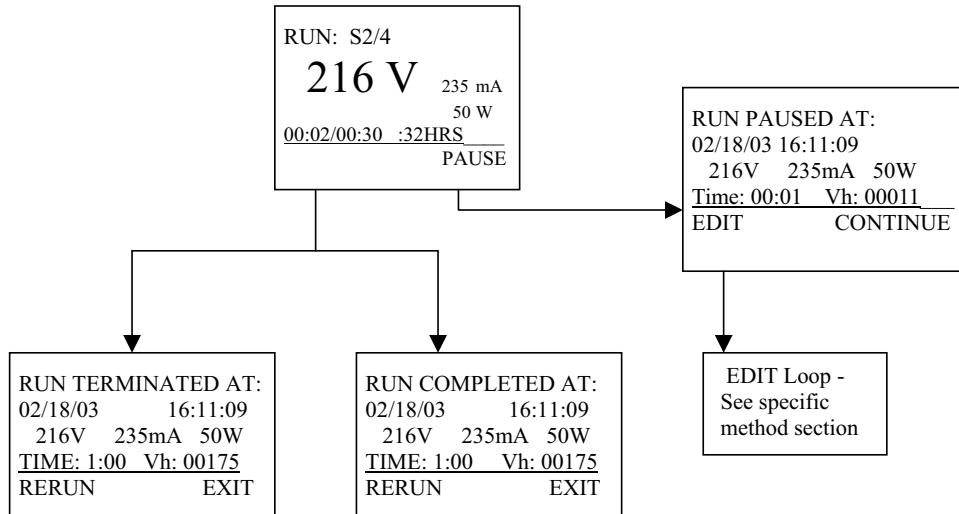 RUN: S2/4
216 V 235 mA
50 W
00:02/00:30 :32HRS____
PAUSE
RUN PAUSED AT:
02/18/03 16:11:09
216V 235mA 50W
Time: 00:01 Vh: 00011___
EDIT CONTINUE
RUN TERMINATED AT:
02/18/03 16:11:09
216V 235mA 50W
TIME: 1:00 Vh: 00175
RERUN EXIT
RUN COMPLETED AT:
02/18/03 16:11:09
216V 235mA 50W
TIME: 1:00 Vh: 00175
RERUN EXIT
EDIT Loop -
See specific
method section